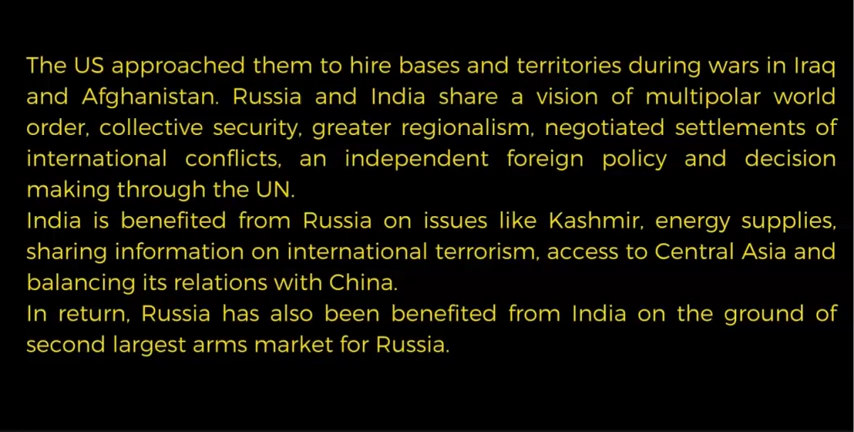 The US approached them to hire bases and territories during wars in Iraq
and Afghanistan. Russia and India share a vision of multipolar world
order, collective security, greater regionalism, negotiated settlements of
international conflicts, an independent foreign policy and decision
making through the UN.
India is benefited from Russia on issues like Kashmir, energy supplies,
sharing information on international terrorism, access to Central Asia and
balancing its relations with China.
In return, Russia has also been benefited from India on the ground of
second largest arms market for Russia.